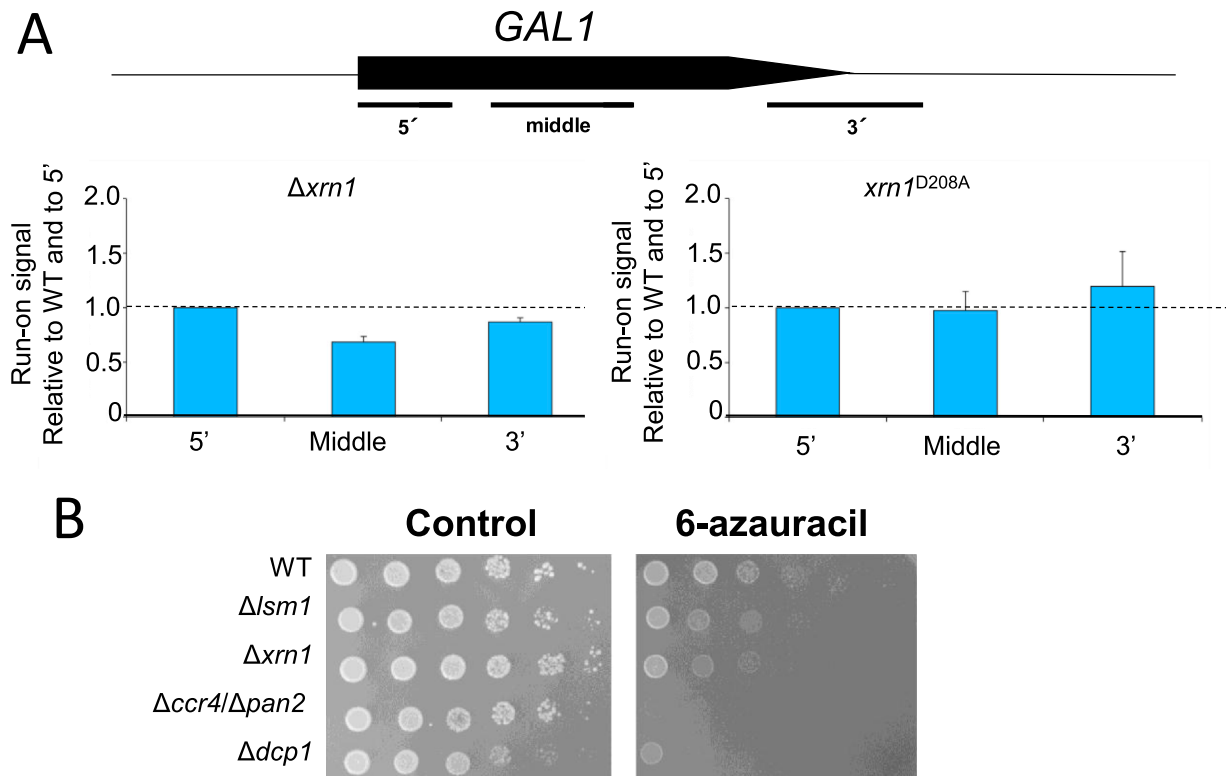 A
GAL1
5´
middle
3´
Δxrn1
Run-on signal
Relative to WT and to 5’
2.0
1.5
1.0
0.5
0
5’
Middle
3’
xrn1D208A
Run-on signal
Relative to WT and to 5’
2.0
1.5
1.0
0.5
0
5’
Middle
3’
B
Control
6-azauracil
WT
Δlsm1
Δxrn1
Δccr4/Δpan2
Δdcp1